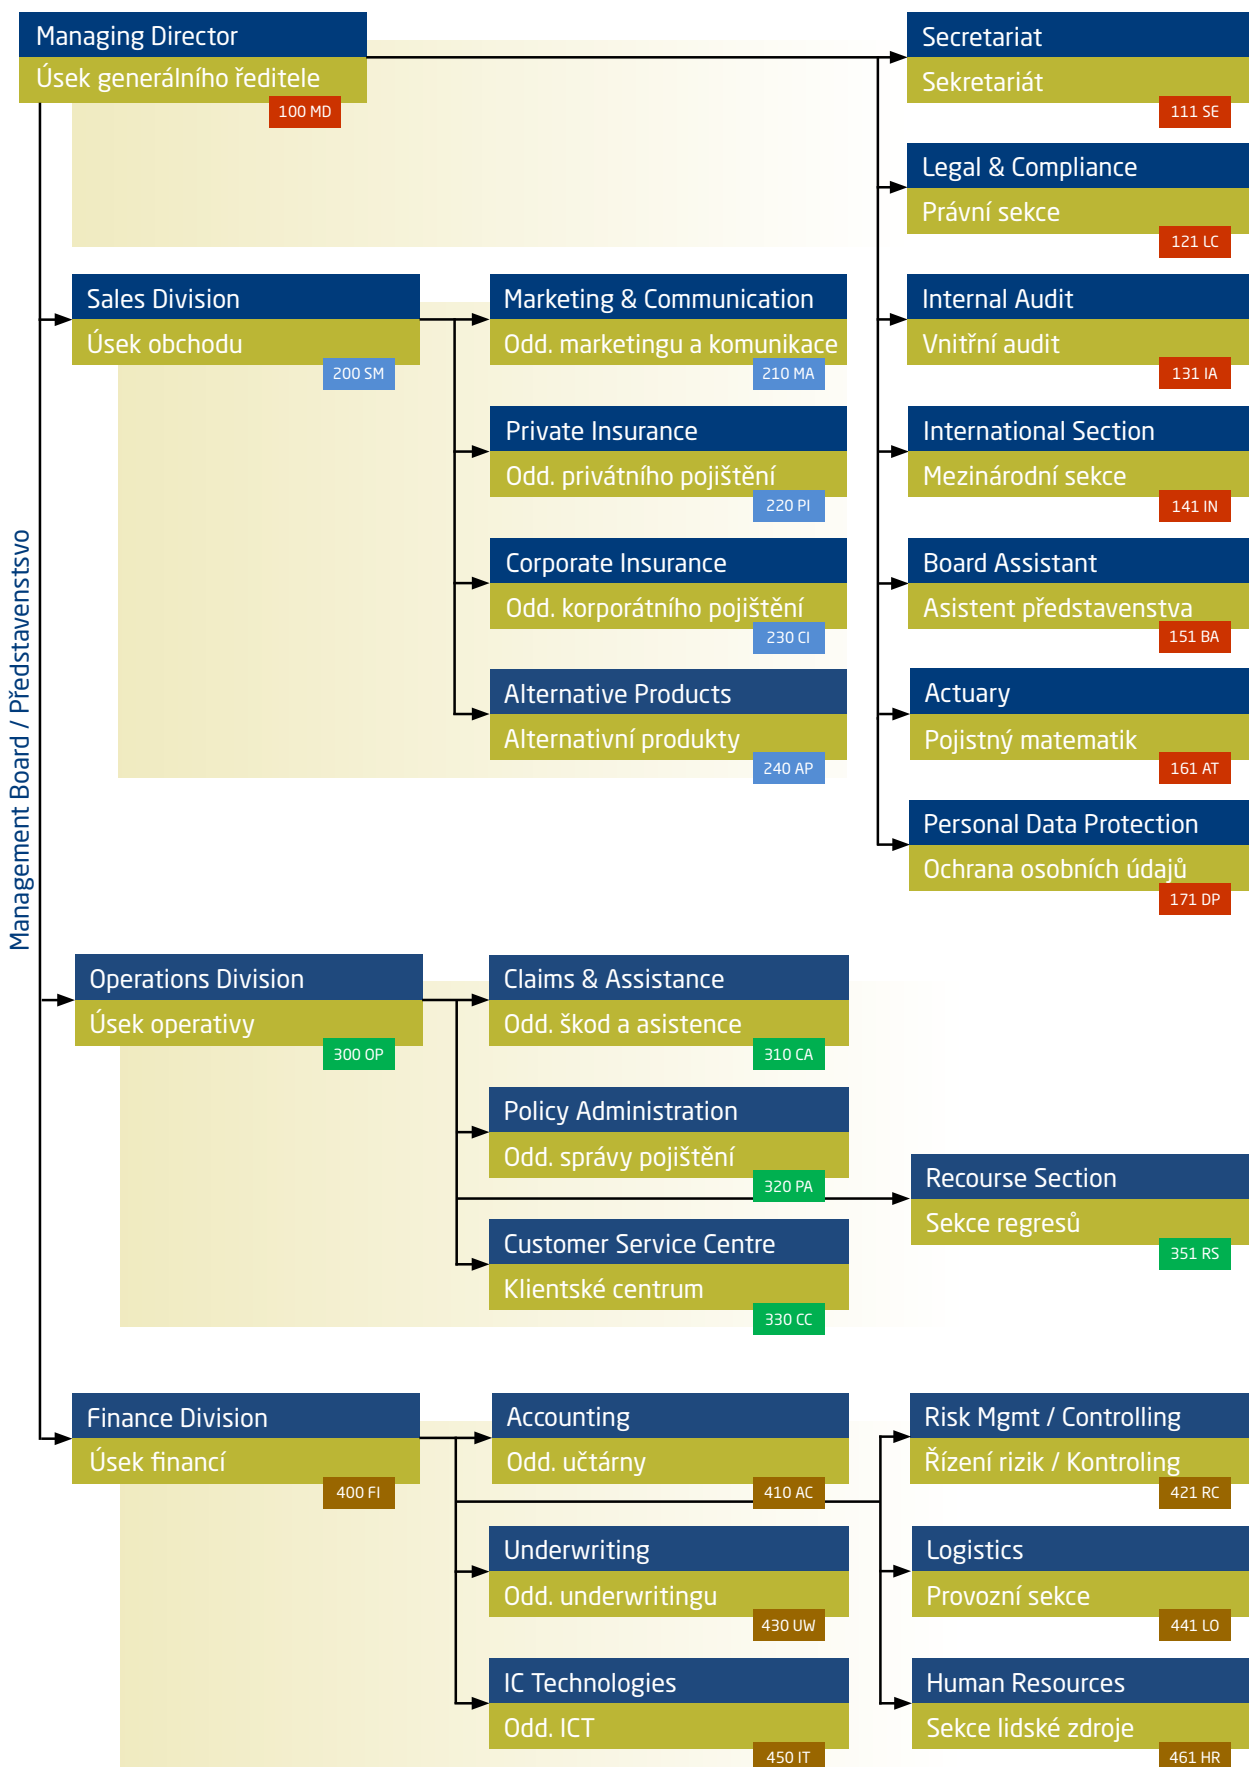 Managing Director
Úsek generálního ředitele
100 MD
Secretariat
Sekretariát
111 SE
Legal & Compliance
Právní sekce
121 LC
Internal Audit
Vnitřní audit
131 IA
International Section
Mezinárodní sekce
141 IN
Board Assistant
Asistent představenstva
151 BA
Actuary
Pojistný matematik
161 AT
Personal Data Protection
Ochrana osobních údajů
171 DP
Management Board / Představenstsvo
Sales Division
Úsek obchodu
200 SM
Marketing & Communication
Odd. marketingu a komunikace
210 MA
Private Insurance
Odd. privátního pojištění
220 PI
Corporate Insurance
Odd. korporátního pojištění
230 CI
Alternative Products
Alternativní produkty
240 AP
Operations Division
Úsek operativy
300 OP
Claims & Assistance
Odd. škod a asistence
310 CA
Policy Administration
Odd. správy pojištění
320 PA
Customer Service Centre
Klientské centrum
330 CC
Recourse Section
Sekce regresů
351 RS
Finance Division
Úsek financí
400 FI
Accounting
Odd. učtárny
410 AC
Underwriting
Odd. underwritingu
430 UW
IC Technologies
Odd. ICT
450 IT
Risk Mgmt / Controlling
Řízení rizik / Kontroling
421 RC
Logistics
Provozní sekce
441 LO
Human Resources
Sekce lidské zdroje
461 HR